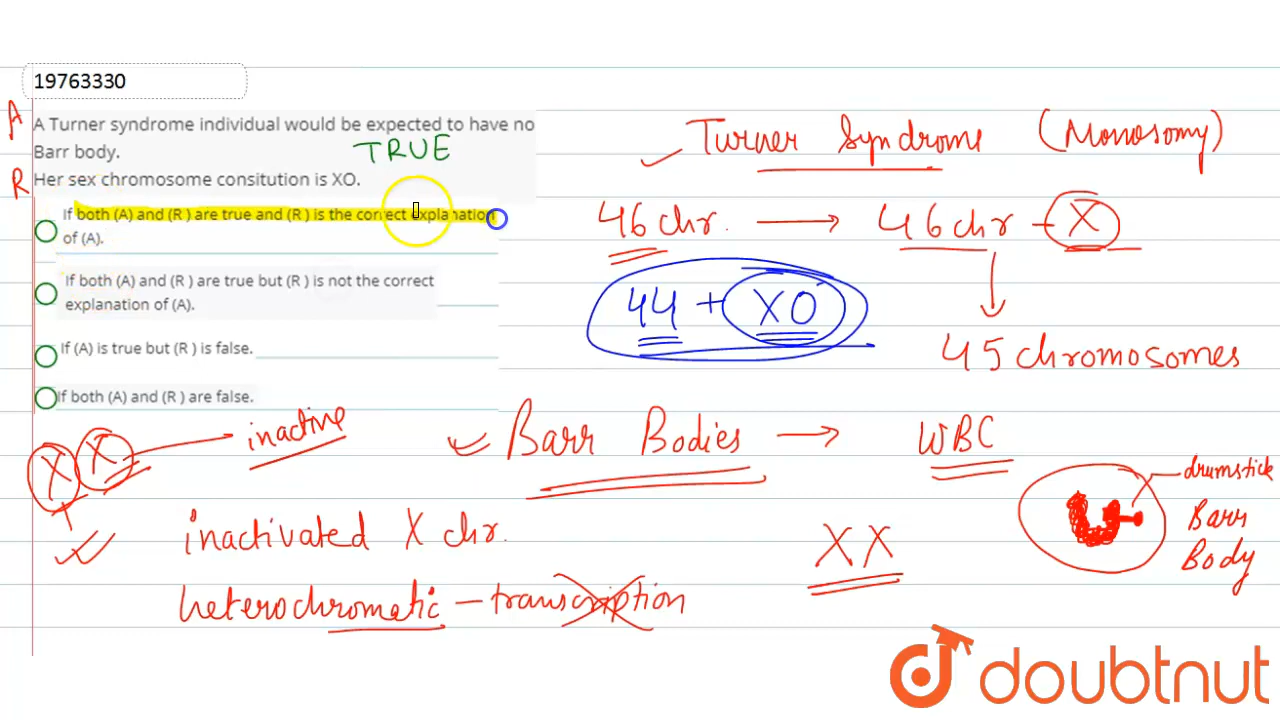 19763330
A
A Turner syndrome individual would be expected to have no
Barr body.
TRUE
R
Her sex chromosome consitution is XO.
If both (A) and (R ) are true and (R ) is the correct explanation
of (A).
If both (A) and (R ) are true but (R ) is not the correct
explanation of (A).
If (A) is true but (R ) is false.
If both (A) and (R ) are false.
Turner Syndrome (Monosomy)
46 chr. → 46 chr - X
44 + XO
45 chromosomes
X X inactive
Barr Bodies → WBC
drumstick
Barr
Body
inactivated X chr.
XX
heterochromatic - transcription
doubtnut